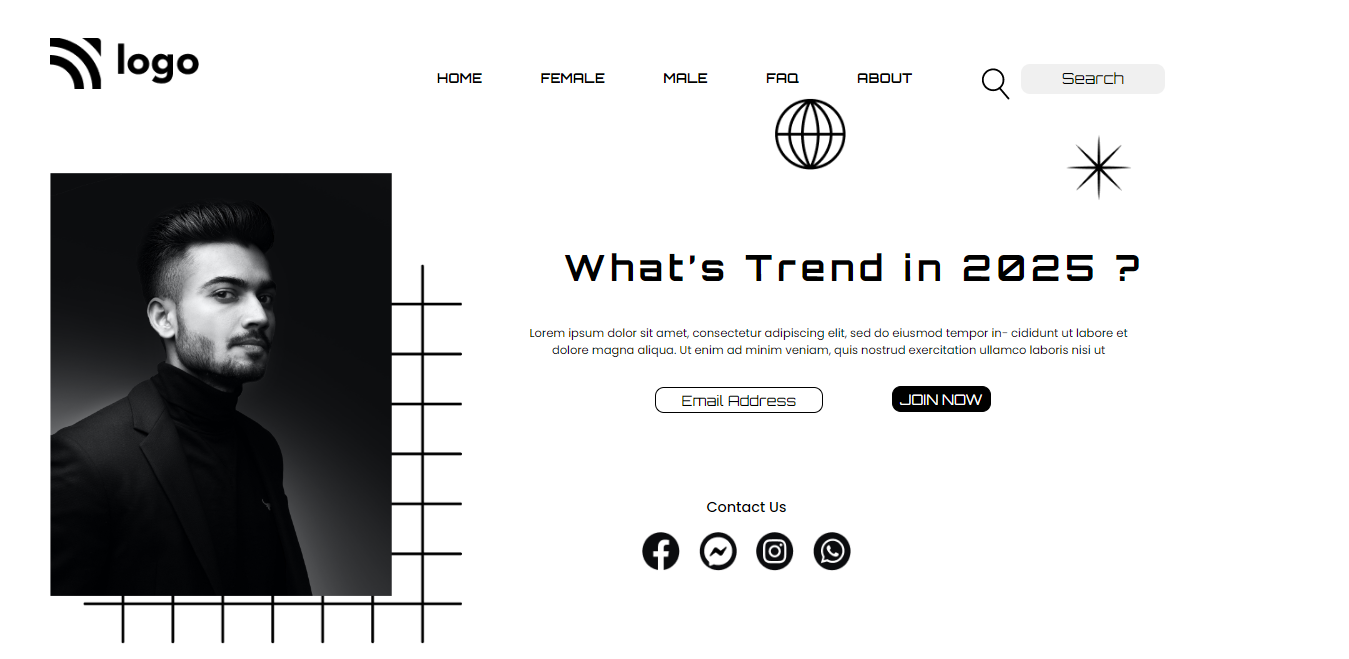 logo
HOME FEMALE MALE FAQ ABOUT Search
What's Trend in 2025 ?
Lorem ipsum dolor sit amet, consectetur adipiscing elit, sed do eiusmod tempor in- cididunt ut labore et
dolore magna aliqua. Ut enim ad minim veniam, quis nostrud exercitation ullamco laboris nisi ut
Email Address JOIN NOW
Contact Us